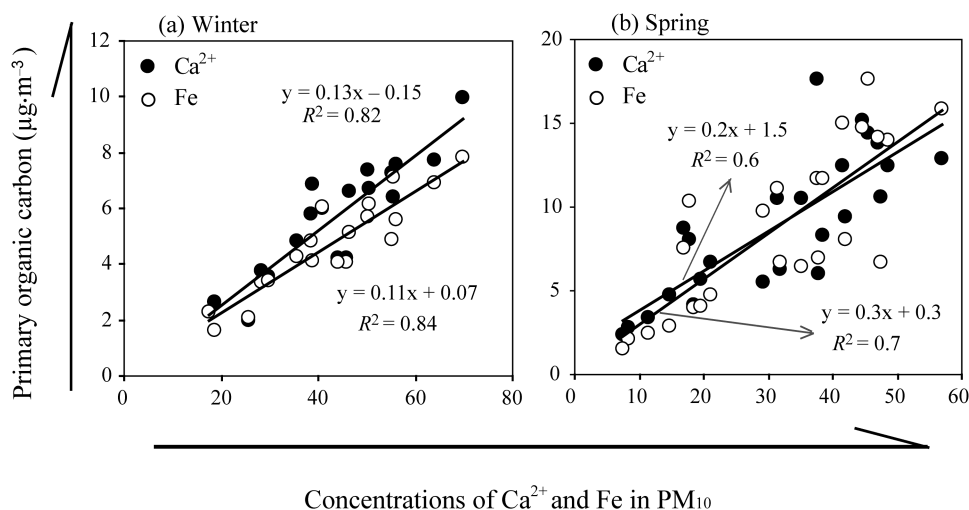 (a) Winter
(b) Spring
Primary organic carbon (µg·m⁻³)
12
10
8
6
4
2
0
Ca²⁺
Fe
y = 0.13x – 0.15
R² = 0.82
y = 0.11x + 0.07
R² = 0.84
0 20 40 60 80
20
15
10
5
0
Ca²⁺
Fe
y = 0.2x + 1.5
R² = 0.6
y = 0.3x + 0.3
R² = 0.7
0 10 20 30 40 50 60
Concentrations of Ca²⁺ and Fe in PM₁₀